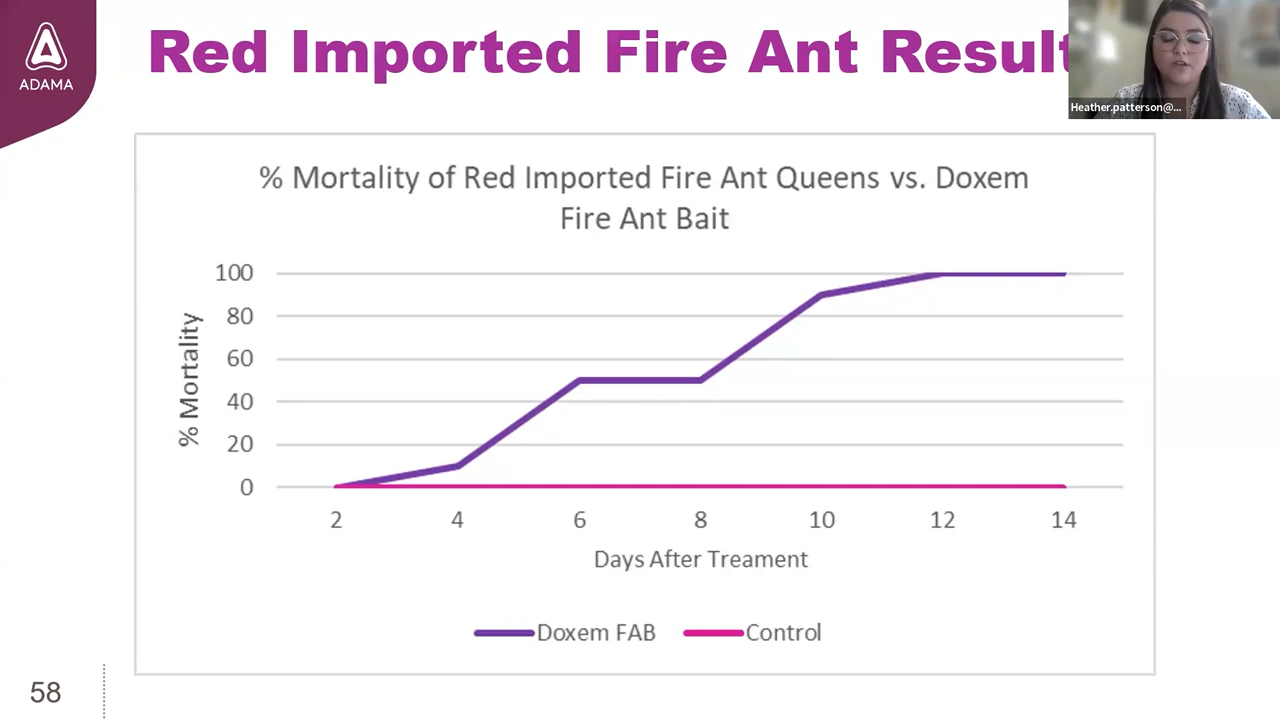 ADAMA
Red Imported Fire Ant Result
Heather.patterson@...
% Mortality of Red Imported Fire Ant Queens vs. Doxem
Fire Ant Bait
% Mortality
100
80
60
40
20
0
2 4 6 8 10 12 14
Days After Treament
Doxem FAB Control
58